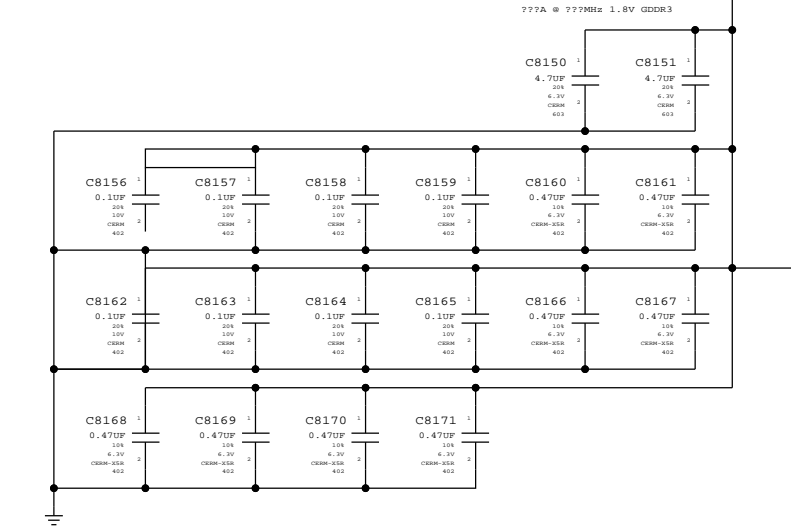 ???A @ ???MHz 1.8V GDDR3
C8150 1 C8151 1
4.7UF 4.7UF
20% 20%
6.3V 6.3V
CERM 2 CERM 2
603 603
C8156 1 C8157 1 C8158 1 C8159 1 C8160 1 C8161 1
0.1UF 0.1UF 0.1UF 0.1UF 0.47UF 0.47UF
20% 20% 20% 20% 10% 10%
10V 10V 10V 10V 6.3V 6.3V
CERM 2 CERM 2 CERM 2 CERM 2 CERM-X5R 2 CERM-X5R 2
402 402 402 402 402 402
C8162 1 C8163 1 C8164 1 C8165 1 C8166 1 C8167 1
0.1UF 0.1UF 0.1UF 0.1UF 0.47UF 0.47UF
20% 20% 20% 20% 10% 10%
10V 10V 10V 10V 6.3V 6.3V
CERM 2 CERM 2 CERM 2 CERM 2 CERM-X5R 2 CERM-X5R 2
402 402 402 402 402 402
C8168 1 C8169 1 C8170 1 C8171 1
0.47UF 0.47UF 0.47UF 0.47UF
10% 10% 10% 10%
6.3V 6.3V 6.3V 6.3V
CERM-X5R 2 CERM-X5R 2 CERM-X5R 2 CERM-X5R 2
402 402 402 402